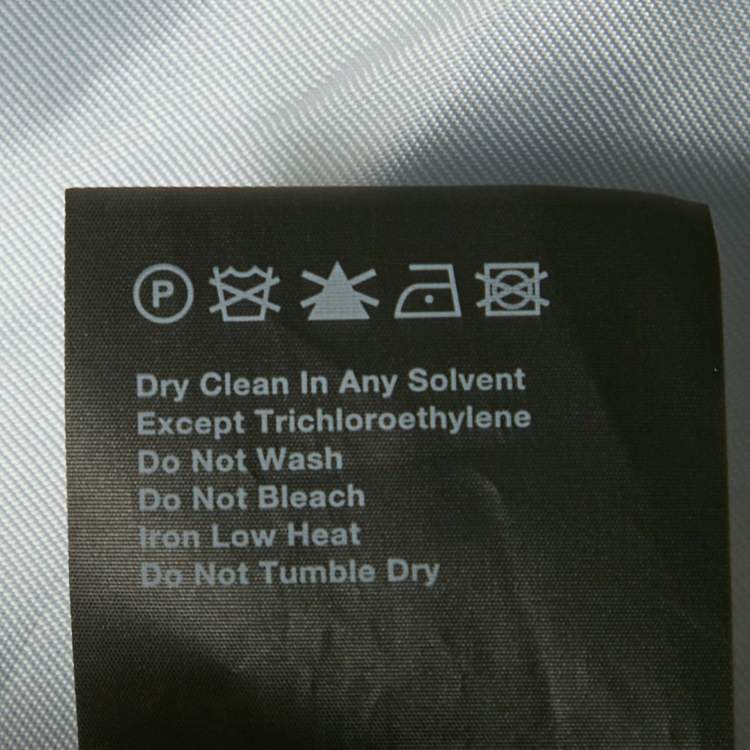 P
Dry Clean In Any Solvent
Except Trichloroethylene
Do Not Wash
Do Not Bleach
Iron Low Heat
Do Not Tumble Dry